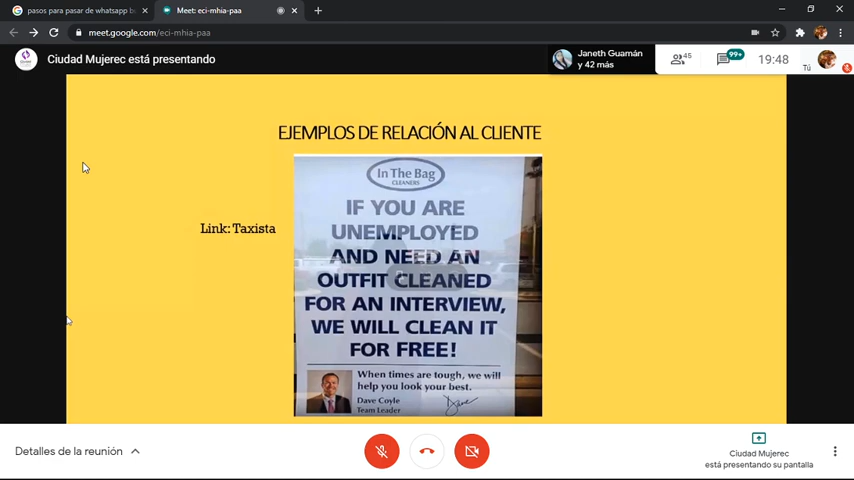 pasos para pasar de whatsapp b
Meet: eci-mhia-paa
meet.google.com/eci-mhia-paa
Ciudad Mujerec está presentando
Janeth Guamán
y 42 más
45
99+
19:48
Tú
EJEMPLOS DE RELACIÓN AL CLIENTE
Link: Taxista
In The Bag
CLEANERS
IF YOU ARE
UNEMPLOYED
AND NEED AN
OUTFIT CLEANED
FOR AN INTERVIEW,
WE WILL CLEAN IT
FOR FREE!
When times are tough, we will
help you look your best.
Dave Coyle
Team Leader
Dave
Detalles de la reunión
Ciudad Mujerec
está presentando su pantalla